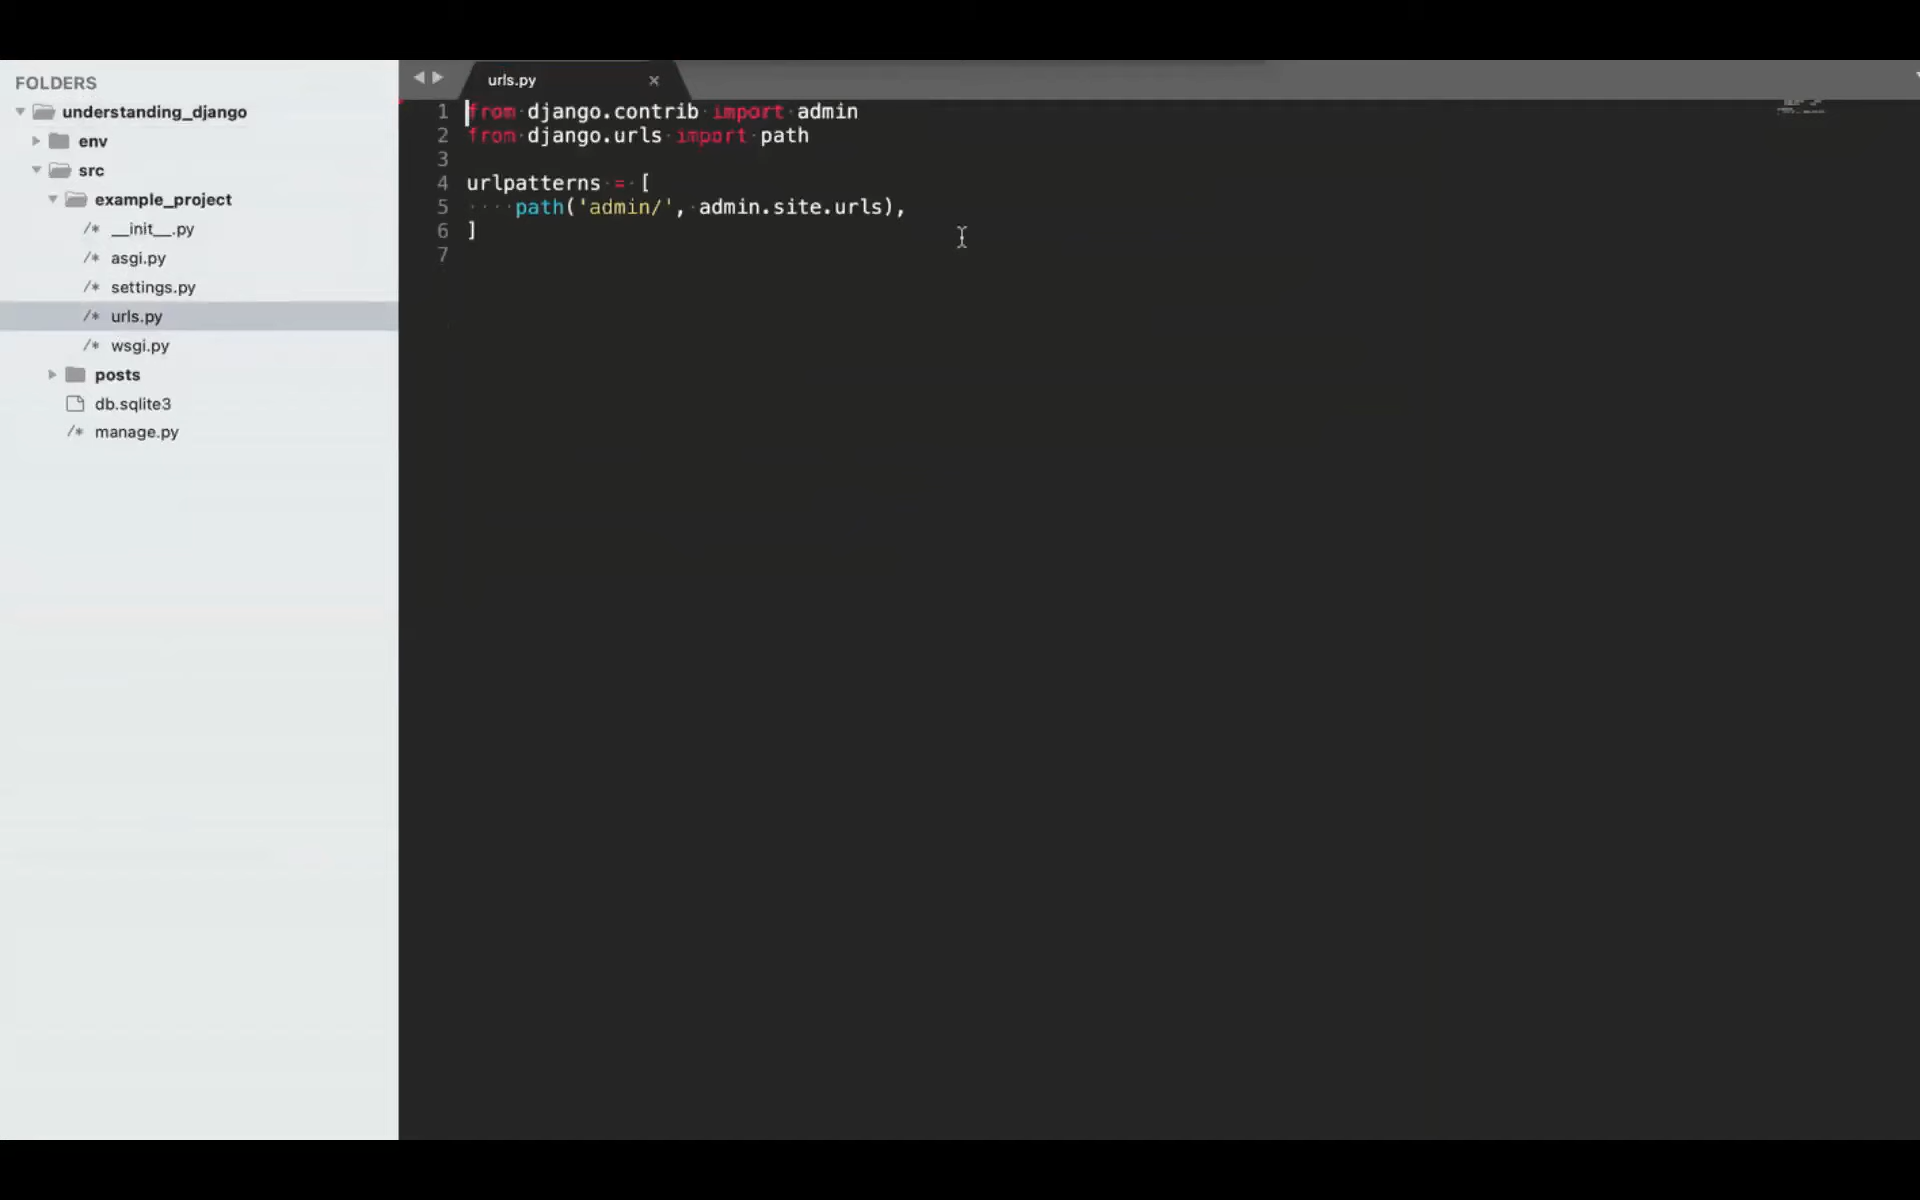 FOLDERS
understanding_django
env
src
example_project
/* __init__.py
/* asgi.py
/* settings.py
/* urls.py
/* wsgi.py
posts
db.sqlite3
/* manage.py
urls.py
1 from django.contrib import admin
2 from django.urls import path
3
4 urlpatterns = [
5     path('admin/', admin.site.urls),
6 ]
7